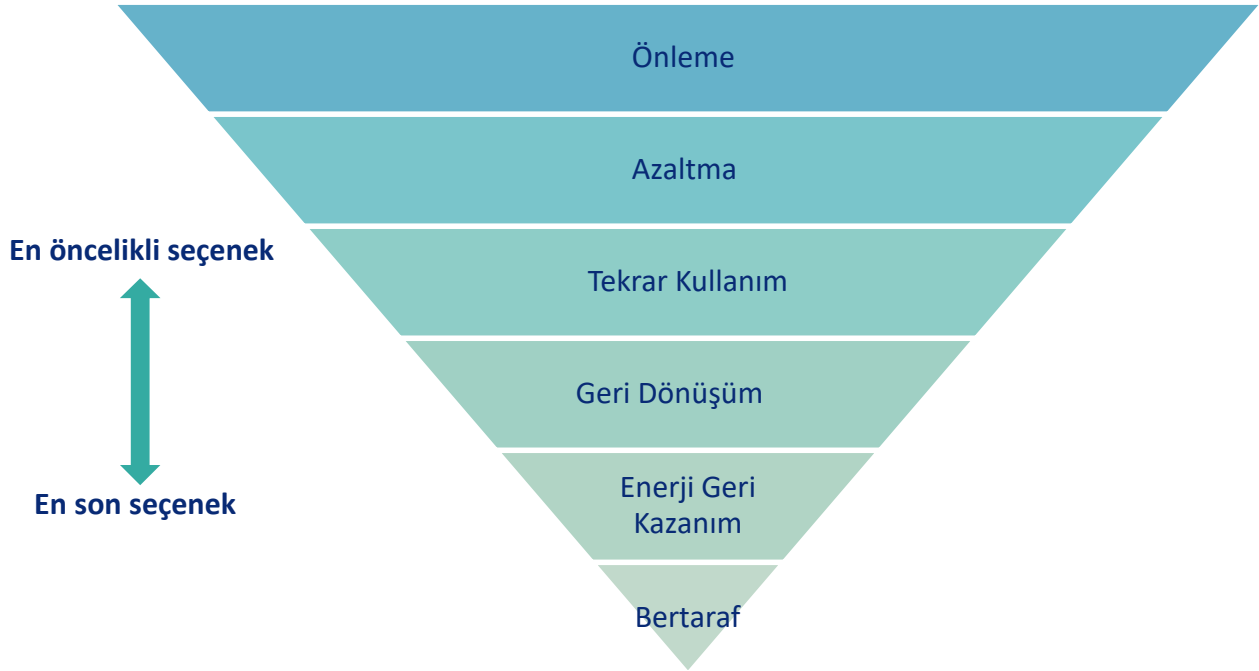 Önleme
Azaltma
En öncelikli seçenek
Tekrar Kullanım
Geri Dönüşüm
En son seçenek
Enerji Geri
Kazanım
Bertaraf